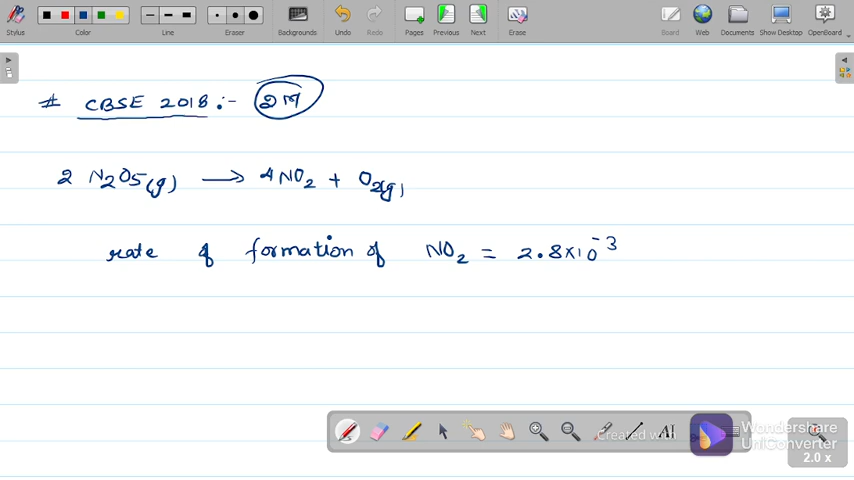 Stylus
Color
Line
Eraser
Backgrounds
Undo
Redo
Pages
Previous
Next
Erase
Board
Web
Documents
Show Desktop
OpenBoard
# CBSE 2018 :- 2M
2 N2O5(g) → 4NO2 + O2(g)
rate of formation of NO2 = 2.8×10⁻³
Created with
Wondershare
UniConverter
2.0 x